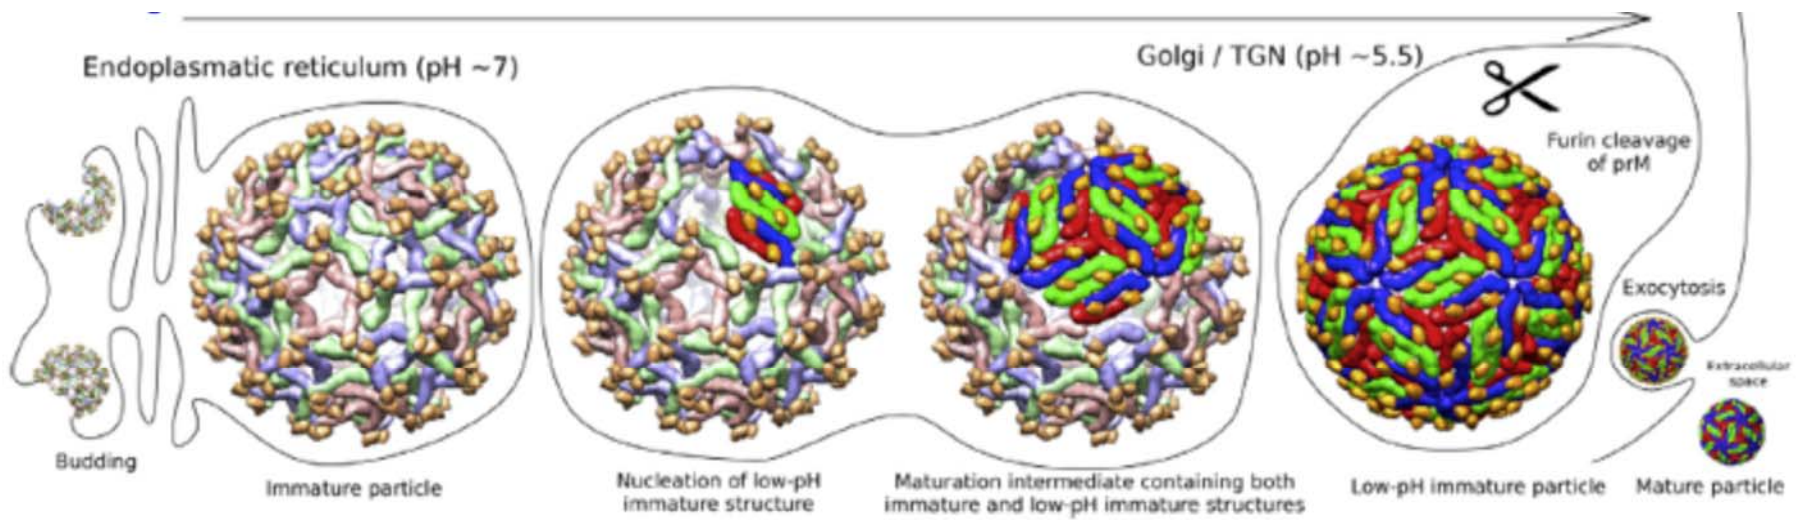 Endoplasmatic reticulum (pH ~7)
Golgi / TGN (pH ~5.5)
Furin cleavage
of prM
Exocytosis
Extracellular
space
Budding
Immature particle
Nucleation of low-pH
immature structure
Maturation intermediate containing both
immature and low-pH immature structures
Low-pH immature particle
Mature particle